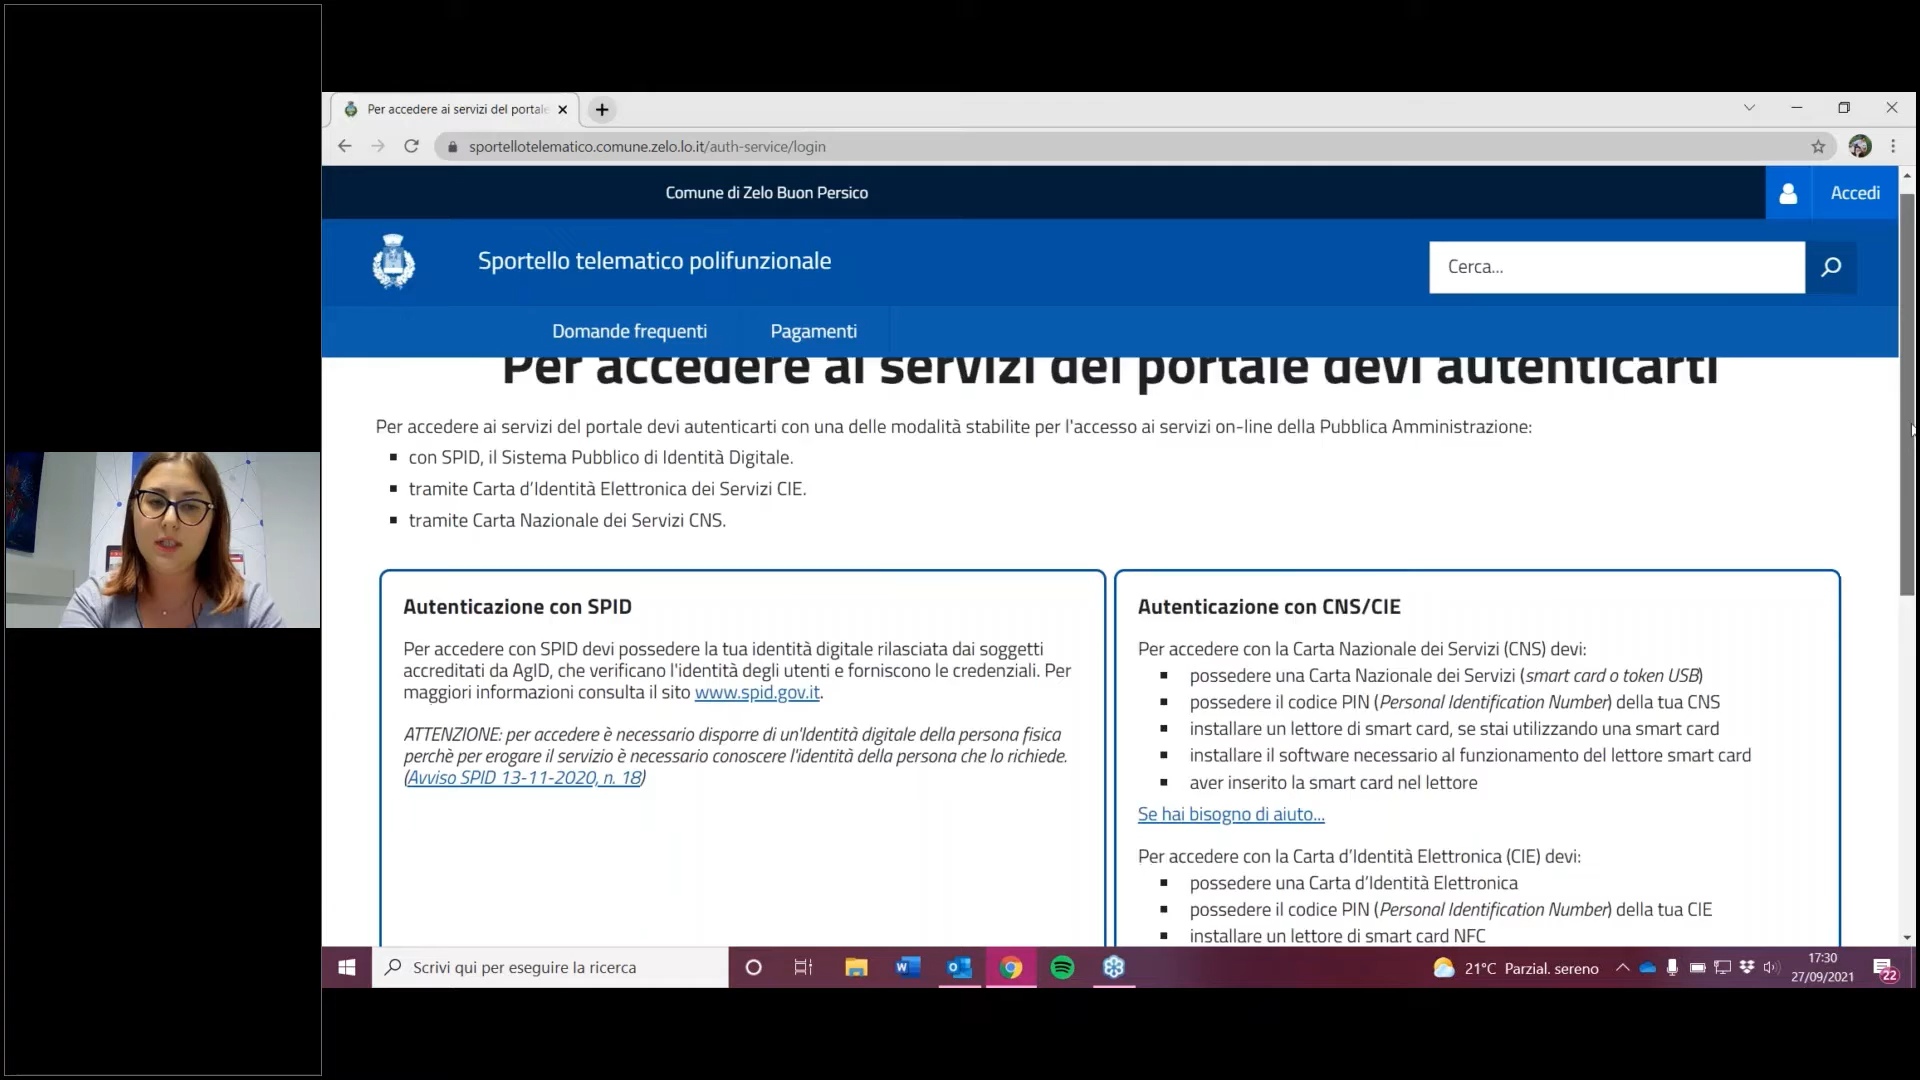 Per accedere ai servizi del portale
sportellotelematico.comune.zelo.lo.it/auth-service/login
Comune di Zelo Buon Persico
Accedi
Sportello telematico polifunzionale
Cerca...
Domande frequenti
Pagamenti
Per accedere ai servizi del portale devi autenticarti
Per accedere ai servizi del portale devi autenticarti con una delle modalità stabilite per l'accesso ai servizi on-line della Pubblica Amministrazione:
con SPID, il Sistema Pubblico di Identità Digitale.
tramite Carta d’Identità Elettronica dei Servizi CIE.
tramite Carta Nazionale dei Servizi CNS.
Autenticazione con SPID
Per accedere con SPID devi possedere la tua identità digitale rilasciata dai soggetti
accreditati da AgID, che verificano l'identità degli utenti e forniscono le credenziali. Per
maggiori informazioni consulta il sito www.spid.gov.it.
ATTENZIONE: per accedere è necessario disporre di un'Identità digitale della persona fisica
perchè per erogare il servizio è necessario conoscere l'identità della persona che lo richiede.
(Avviso SPID 13-11-2020, n. 18)
Autenticazione con CNS/CIE
Per accedere con la Carta Nazionale dei Servizi (CNS) devi:
possedere una Carta Nazionale dei Servizi (smart card o token USB)
possedere il codice PIN (Personal Identification Number) della tua CNS
installare un lettore di smart card, se stai utilizzando una smart card
installare il software necessario al funzionamento del lettore smart card
aver inserito la smart card nel lettore
Se hai bisogno di aiuto...
Per accedere con la Carta d’Identità Elettronica (CIE) devi:
possedere una Carta d’Identità Elettronica
possedere il codice PIN (Personal Identification Number) della tua CIE
installare un lettore di smart card NFC
Scrivi qui per eseguire la ricerca
21°C Parzial. sereno
17:30
27/09/2021
22